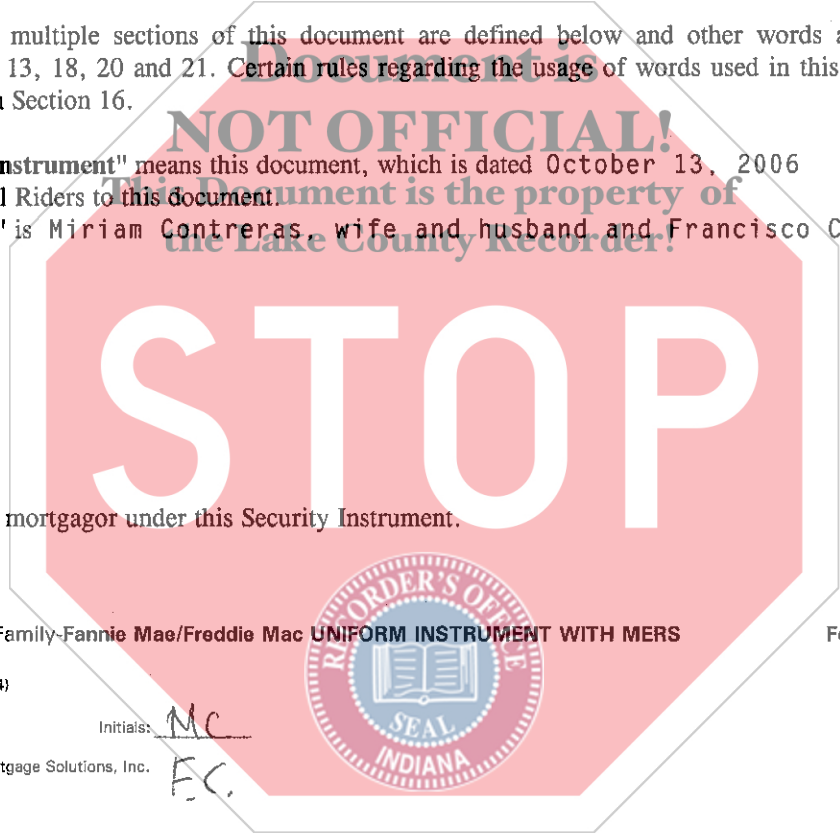 multiple sections of this document are defined below and other words a
Document is
13, 18, 20 and 21. Certain rules regarding the usage of words used in this
Section 16.
NOT OFFICIAL!
nstrument" means this document, which is dated October 13, 2006
This Document is the property of
l Riders to this document.
" is Miriam Contreras, wife and husband and Francisco C
the Lake County Recorder!
STOP
mortgagor under this Security Instrument.
RECORDER'S OFFICE
Family-Fannie Mae/Freddie Mac UNIFORM INSTRUMENT WITH MERS
4)
SEAL
Initials: MC
INDIANA
tgage Solutions, Inc. F.C.